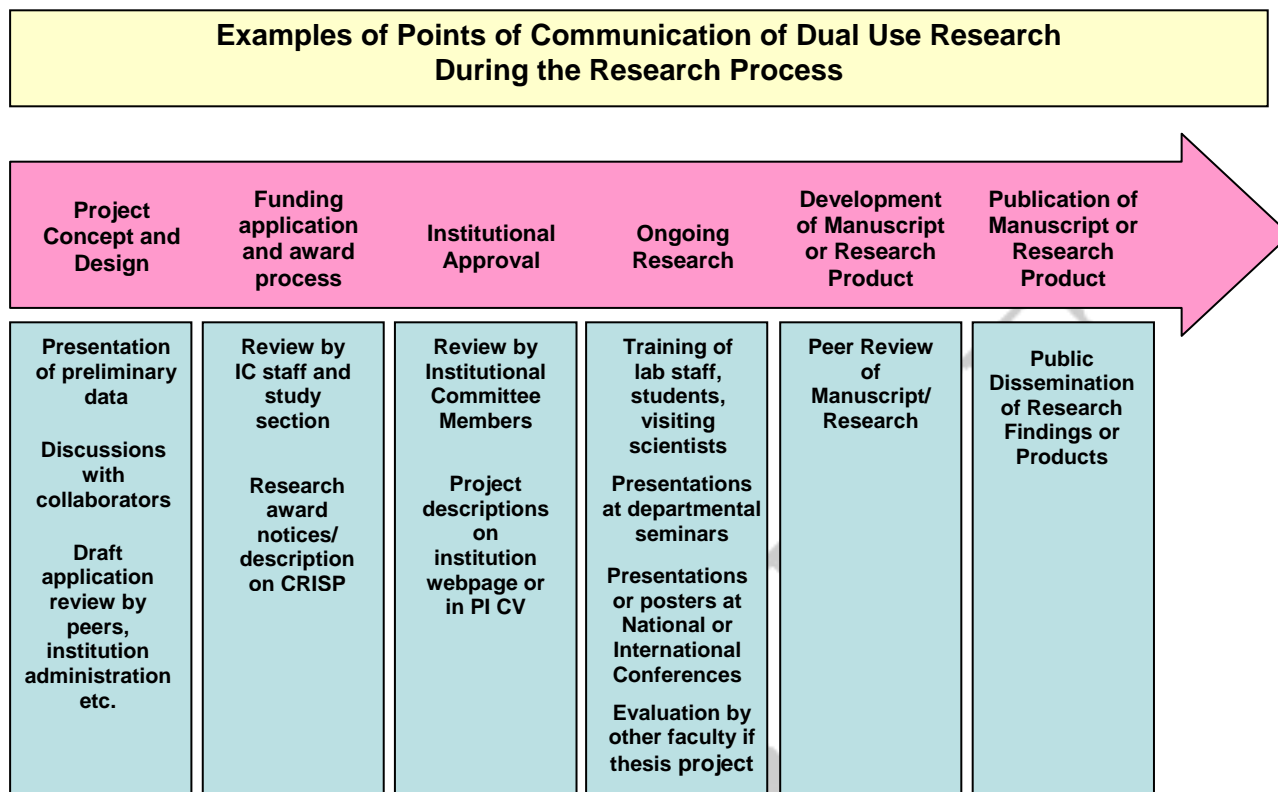 Examples of Points of Communication of Dual Use Research
During the Research Process
Project
Concept and
Design
Funding
application
and award
process
Institutional
Approval
Ongoing
Research
Development
of Manuscript
or Research
Product
Publication of
Manuscript or
Research
Product
Presentation
of preliminary
data
Discussions
with
collaborators
Draft
application
review by
peers,
institution
administration
etc.
Review by
IC staff and
study
section
Research
award
notices/
description
on CRISP
Review by
Institutional
Committee
Members
Project
descriptions
on
institution
webpage or
in PI CV
Training of
lab staff,
students,
visiting
scientists
Presentations
at departmental
seminars
Presentations
or posters at
National or
International
Conferences
Evaluation by
other faculty if
thesis project
Peer Review
of
Manuscript/
Research
Public
Dissemination
of Research
Findings or
Products